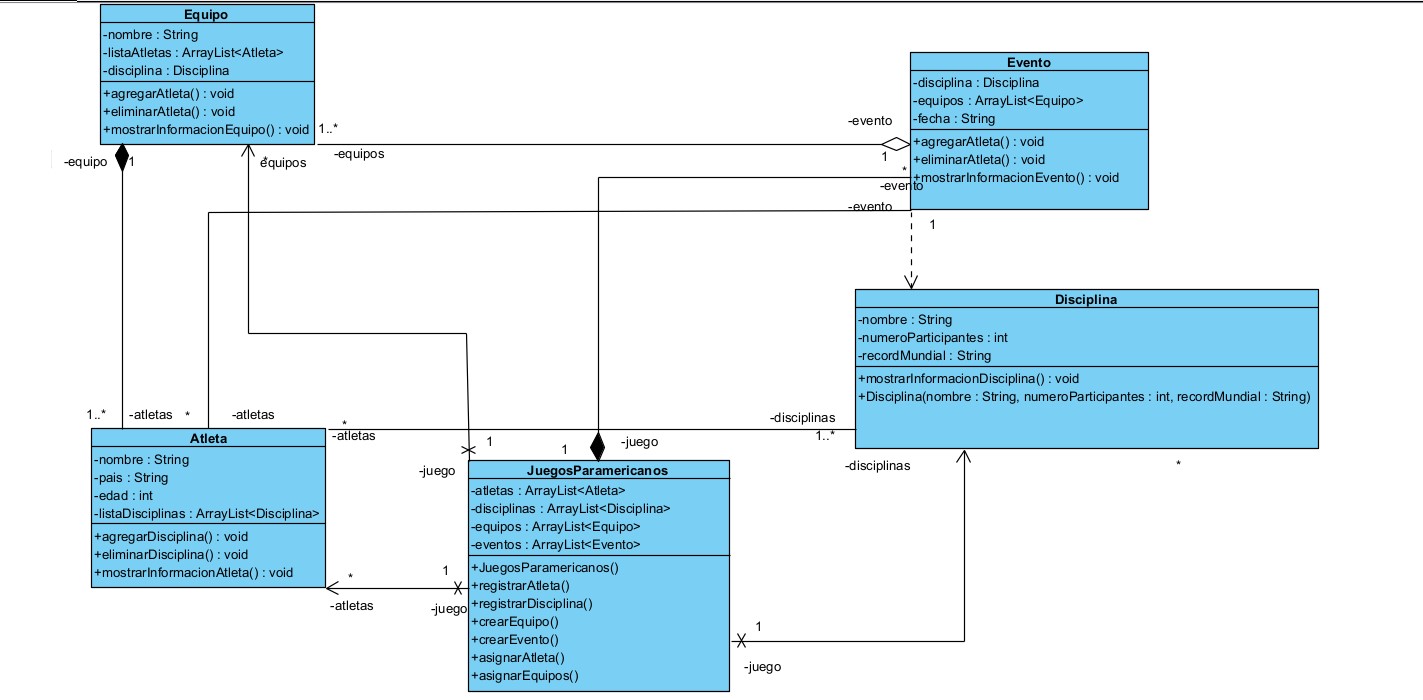 Equipo
-nombre : String
-listaAtletas : ArrayList<Atleta>
-disciplina : Disciplina
+agregarAtleta() : void
+eliminarAtleta() : void
+mostrarInformacionEquipo() : void
1..*
-equipos
-equipo
1
equipos
*
Evento
-disciplina : Disciplina
-equipos : ArrayList<Equipo>
-fecha : String
+agregarAtleta() : void
+eliminarAtleta() : void
+mostrarInformacionEvento() : void
-evento
1
*
-evento
-evento
1
Disciplina
-nombre : String
-numeroParticipantes : int
-recordMundial : String
+mostrarInformacionDisciplina() : void
+Disciplina(nombre : String, numeroParticipantes : int, recordMundial : String)
-disciplinas
1..*
-disciplinas
*
1..*
-atletas
*
-atletas
*
-atletas
Atleta
-nombre : String
-pais : String
-edad : int
-listaDisciplinas : ArrayList<Disciplina>
+agregarDisciplina() : void
+eliminarDisciplina() : void
+mostrarInformacionAtleta() : void
*
-atletas
1
-juego
1
-juego
1
-juego
JuegosParamericanos
-atletas : ArrayList<Atleta>
-disciplinas : ArrayList<Disciplina>
-equipos : ArrayList<Equipo>
-eventos : ArrayList<Evento>
+JuegosParamericanos()
+registrarAtleta()
+registrarDisciplina()
+crearEquipo()
+crearEvento()
+asignarAtleta()
+asignarEquipos()
1
-juego